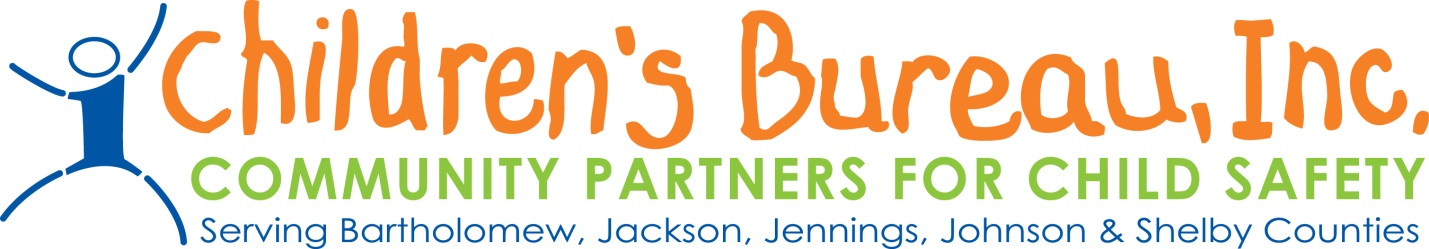 Children's Bureau, Inc.
COMMUNITY PARTNERS FOR CHILD SAFETY
Serving Bartholomew, Jackson, Jennings, Johnson & Shelby Counties